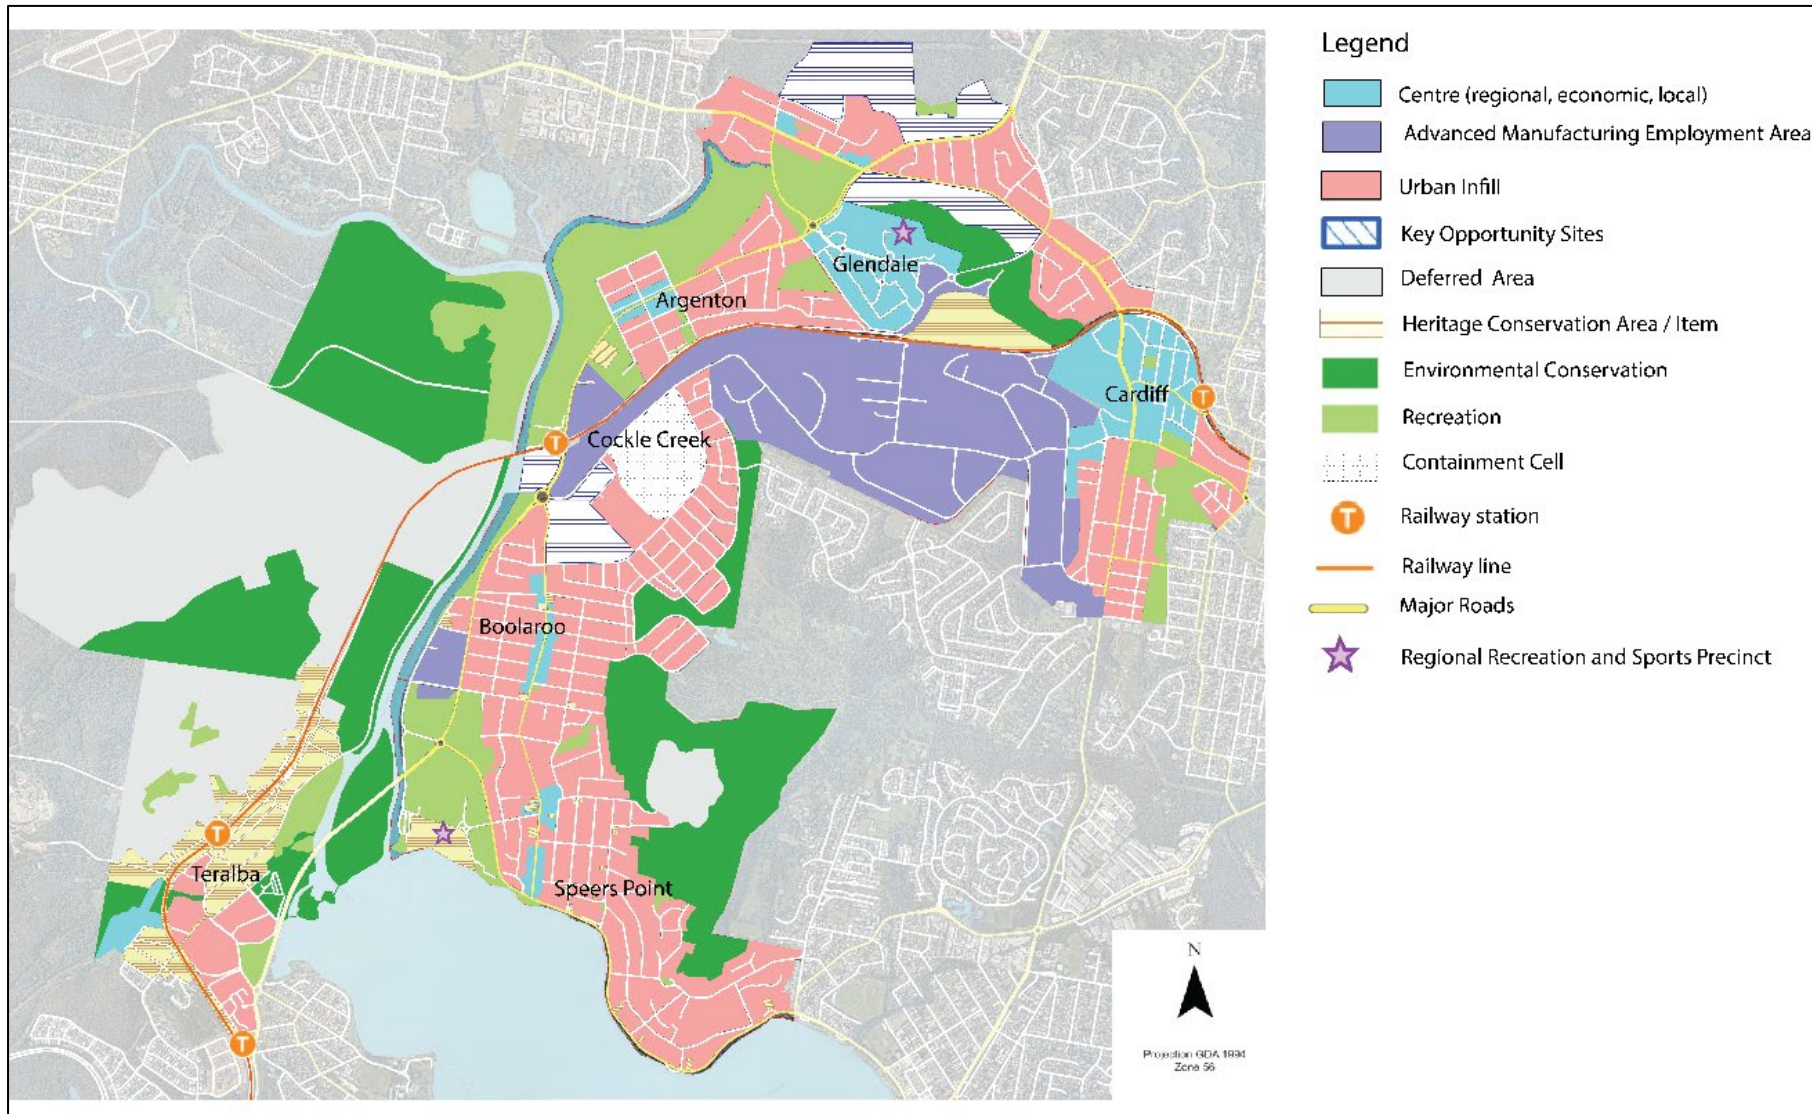 Legend
Centre (regional, economic, local)
Advanced Manufacturing Employment Area
Urban Infill
Key Opportunity Sites
Deferred Area
Heritage Conservation Area / Item
Environmental Conservation
Recreation
Containment Cell
T Railway station
Railway line
Major Roads
Regional Recreation and Sports Precinct
Glendale
Argenton
Cardiff
T
T
Cockle Creek
Boolaroo
T
Teralba
Speers Point
T
N
Projection GDA 1994
Zone 56